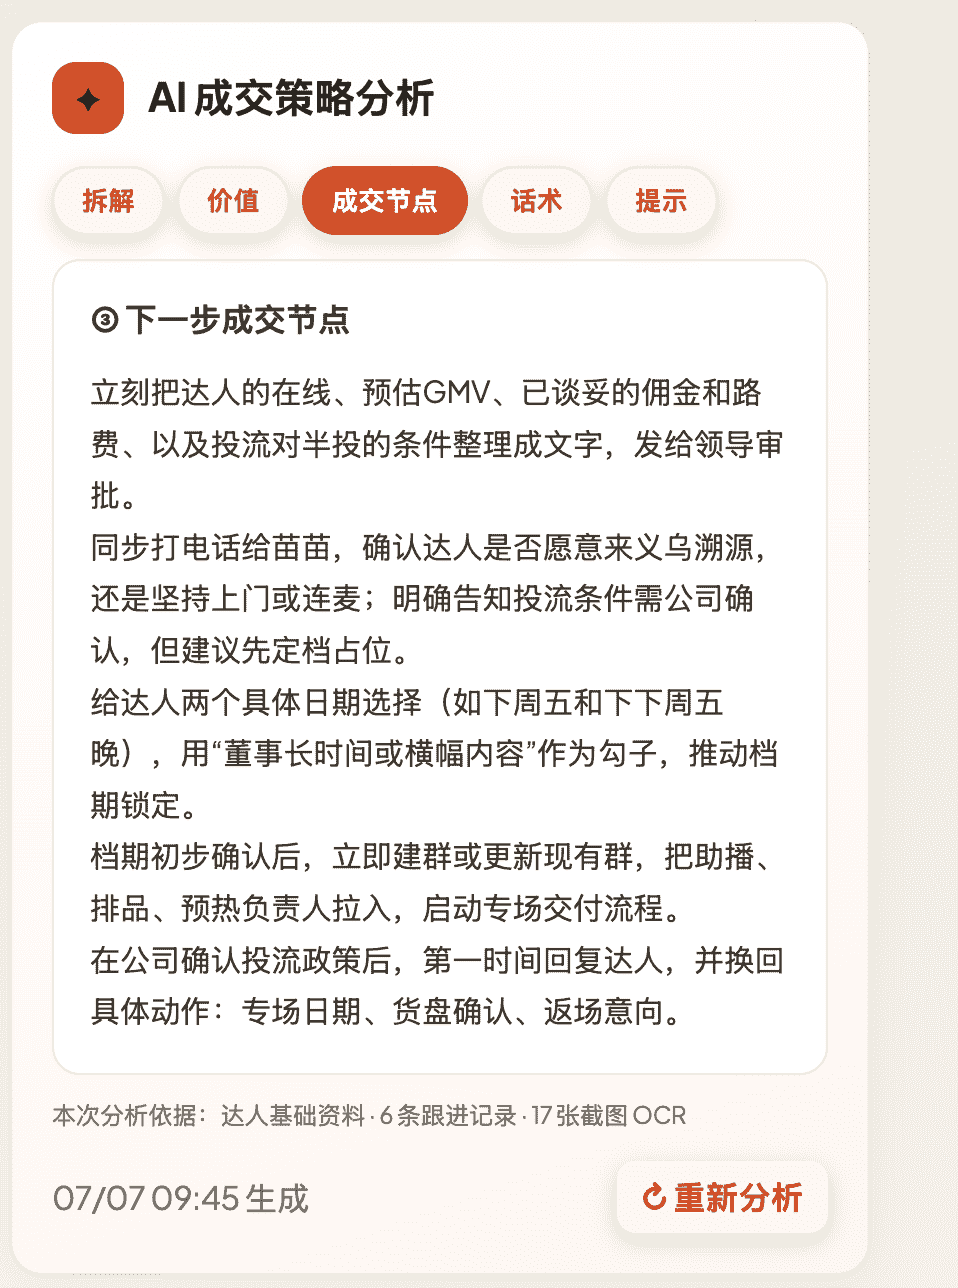 AI 成交策略分析
拆解 价值 成交节点 话术 提示
③ 下一步成交节点
立刻把达人的在线、预估GMV、已谈妥的佣金和路
费、以及投流对半投的条件整理成文字，发给领导审
批。
同步打电话给苗苗，确认达人是否愿意来义乌溯源，
还是坚持上门或连麦；明确告知投流条件需公司确
认，但建议先定档占位。
给达人两个具体日期选择（如下周五和下下周五
晚），用“董事长时间或横幅内容”作为勾子，推动档
期锁定。
档期初步确认后，立即建群或更新现有群，把助播、
排品、预热负责人拉入，启动专场交付流程。
在公司确认投流政策后，第一时间回复达人，并换回
具体动作：专场日期、货盘确认、返场意向。
本次分析依据：达人基础资料 · 6 条跟进记录 · 17 张截图 OCR
07/07 09:45 生成
重新分析